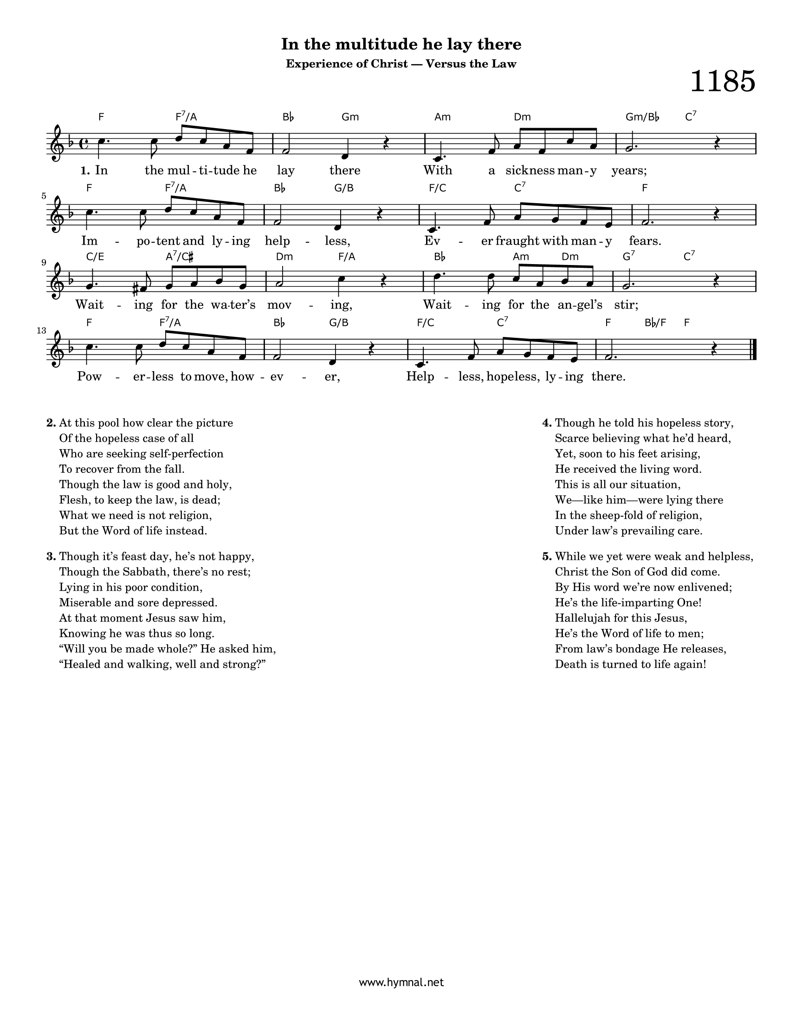 In the multitude he lay there
Experience of Christ — Versus the Law
1185
F F7/A B♭ Gm Am Dm Gm/B♭ C7
1. In the mul - ti - tude he lay there With a sickness man - y years;
F F7/A B♭ G/B F/C C7 F
5
Im - po - tent and ly - ing help - less, Ev - er fraught with man - y fears.
C/E A7/C♯ Dm F/A B♭ Am Dm G7 C7
9
Wait - ing for the wa-ter's mov - ing, Wait - ing for the an-gel's stir;
F F7/A B♭ G/B F/C C7 F B♭/F F
13
Pow - er - less to move, how - ev - er, Help - less, hopeless, ly - ing there.
2. At this pool how clear the picture
Of the hopeless case of all
Who are seeking self-perfection
To recover from the fall.
Though the law is good and holy,
Flesh, to keep the law, is dead;
What we need is not religion,
But the Word of life instead.
3. Though it's feast day, he's not happy,
Though the Sabbath, there's no rest;
Lying in his poor condition,
Miserable and sore depressed.
At that moment Jesus saw him,
Knowing he was thus so long.
“Will you be made whole?” He asked him,
“Healed and walking, well and strong?”
4. Though he told his hopeless story,
Scarce believing what he'd heard,
Yet, soon to his feet arising,
He received the living word.
This is all our situation,
We—like him—were lying there
In the sheep-fold of religion,
Under law's prevailing care.
5. While we yet were weak and helpless,
Christ the Son of God did come.
By His word we're now enlivened;
He's the life-imparting One!
Hallelujah for this Jesus,
He's the Word of life to men;
From law's bondage He releases,
Death is turned to life again!
www.hymnal.net